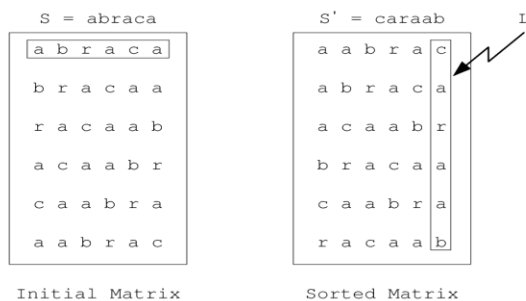 S = abraca
a b r a c a
b r a c a a
r a c a a b
a c a a b r
c a a b r a
a a b r a c
Initial Matrix
S' = caraab
a a b r a c
a b r a c a
a c a a b r
b r a c a a
c a a b r a
r a c a a b
Sorted Matrix